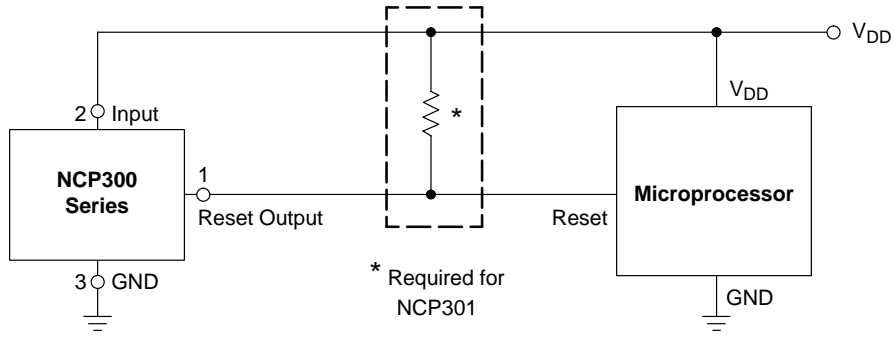 V_DD
2 Input
V_DD
*
NCP300
Series
1
Reset Output
Reset
Microprocessor
3 GND
* Required for
NCP301
GND